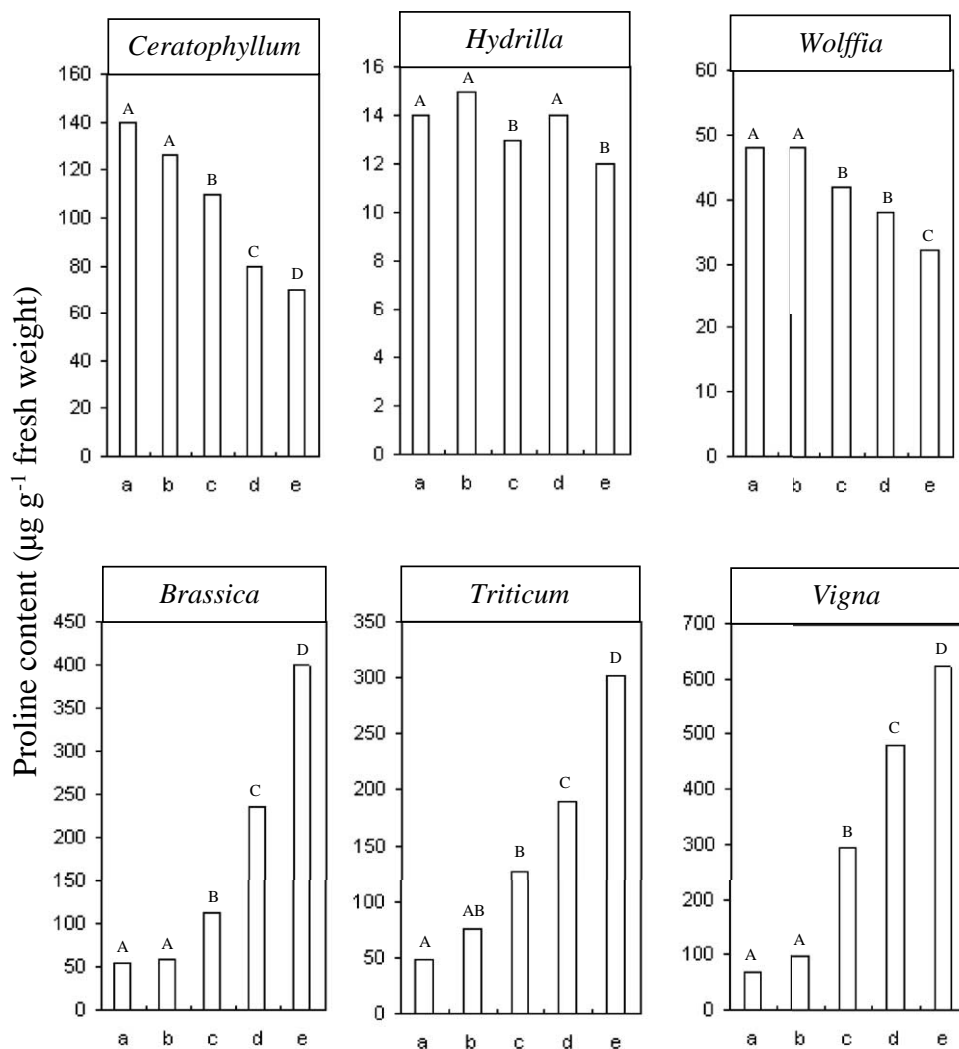 Proline content (µg g-1 fresh weight)
Ceratophyllum
160
140
120
100
80
60
40
20
0
A
A
B
C
D
a b c d e
Hydrilla
16
14
12
10
8
6
4
2
0
A
A
B
A
B
a b c d e
Wolffia
60
50
40
30
20
10
0
A
A
B
B
C
a b c d e
Brassica
450
400
350
300
250
200
150
100
50
0
A
A
B
C
D
a b c d e
Triticum
350
300
250
200
150
100
50
0
A
AB
B
C
D
a b c d e
Vigna
700
600
500
400
300
200
100
0
A
A
B
C
D
a b c d e